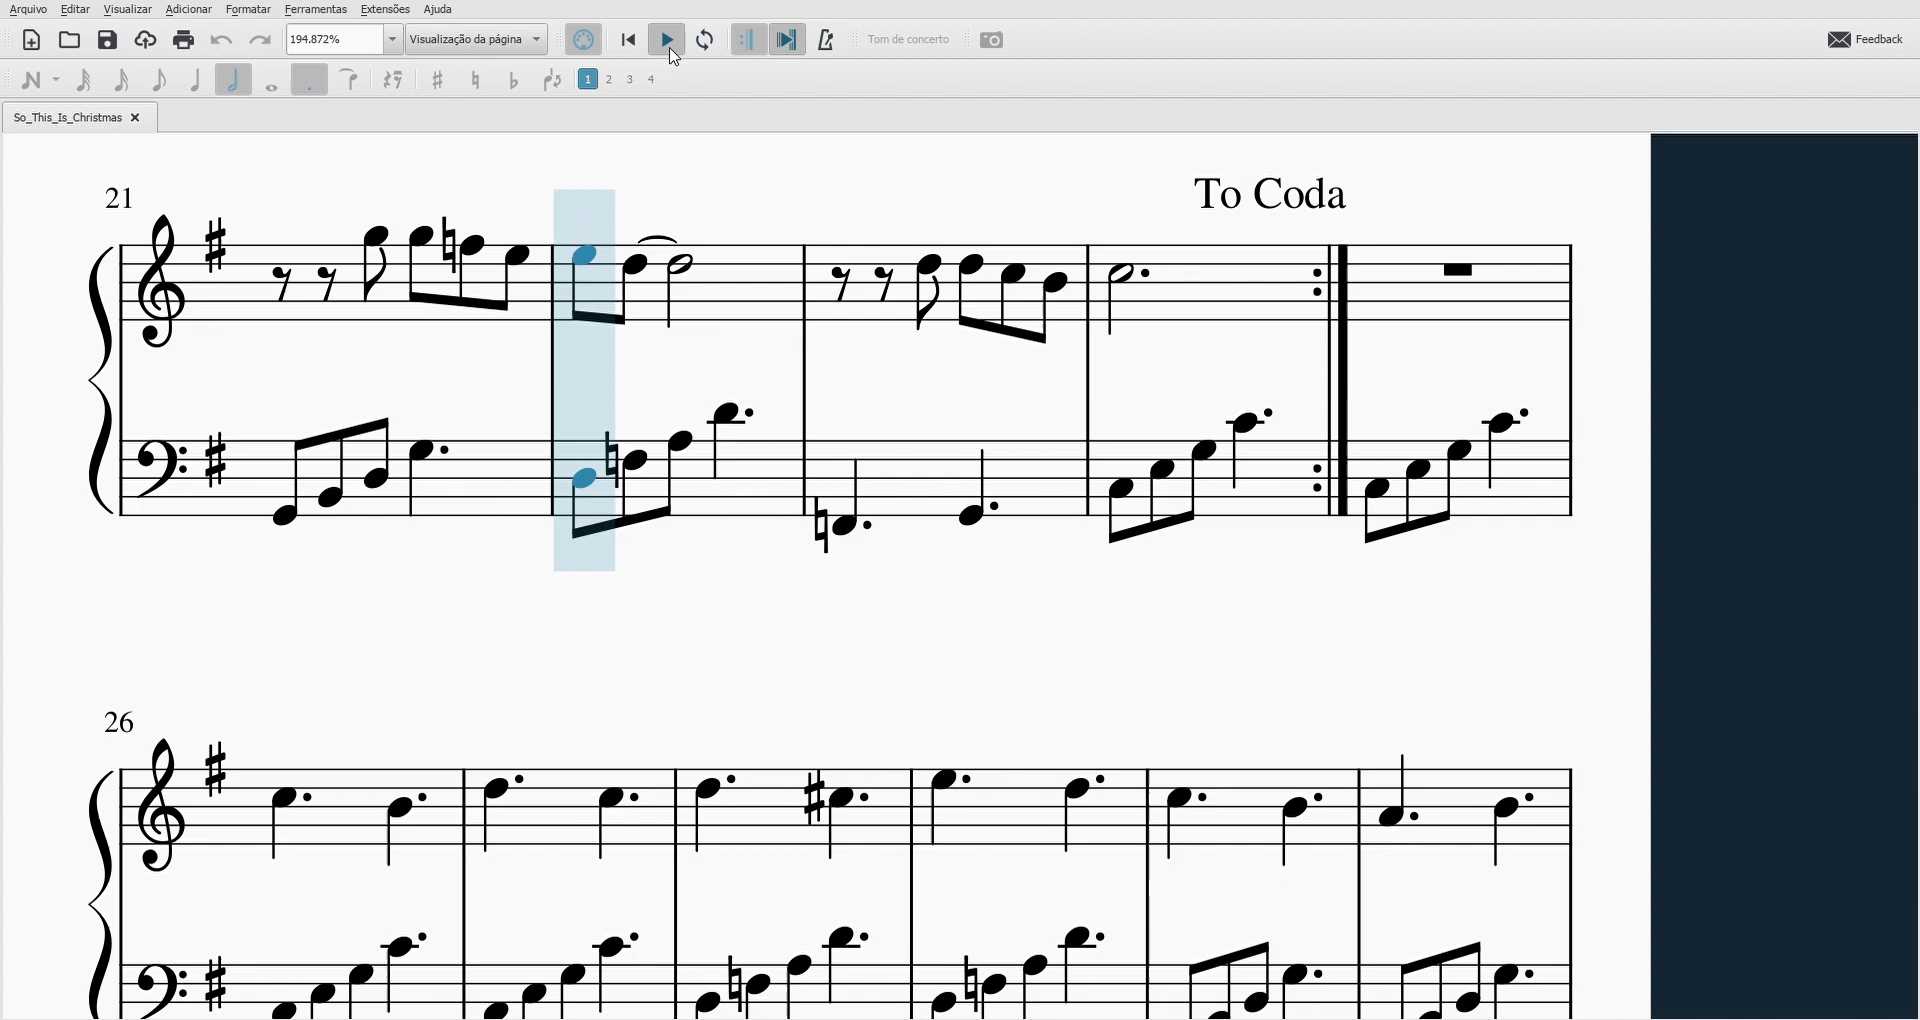 Arquivo Editar Visualizar Adicionar Formatar Ferramentas Extensões Ajuda
194.872% Visualização da página Tom de concerto Feedback
1 2 3 4
So_This_Is_Christmas
To Coda
21
26